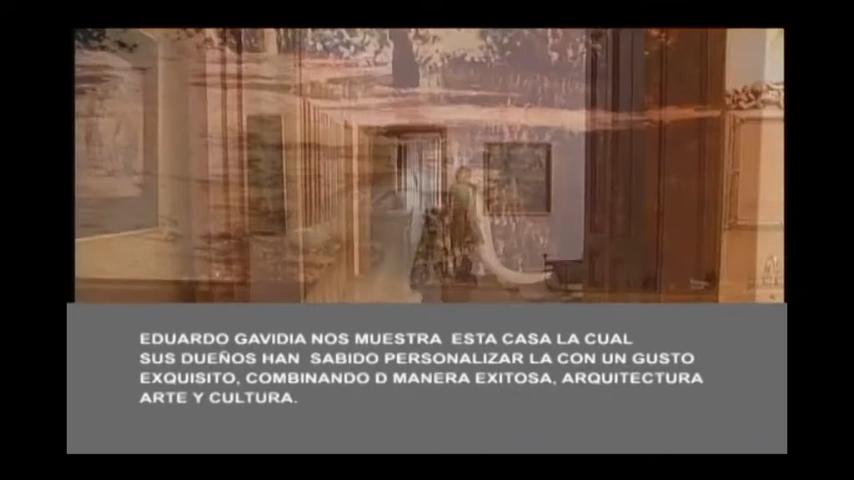 EDUARDO GAVIDIA NOS MUESTRA ESTA CASA LA CUAL
SUS DUEÑOS HAN SABIDO PERSONALIZAR LA CON UN GUSTO
EXQUISITO, COMBINANDO D MANERA EXITOSA, ARQUITECTURA
ARTE Y CULTURA.